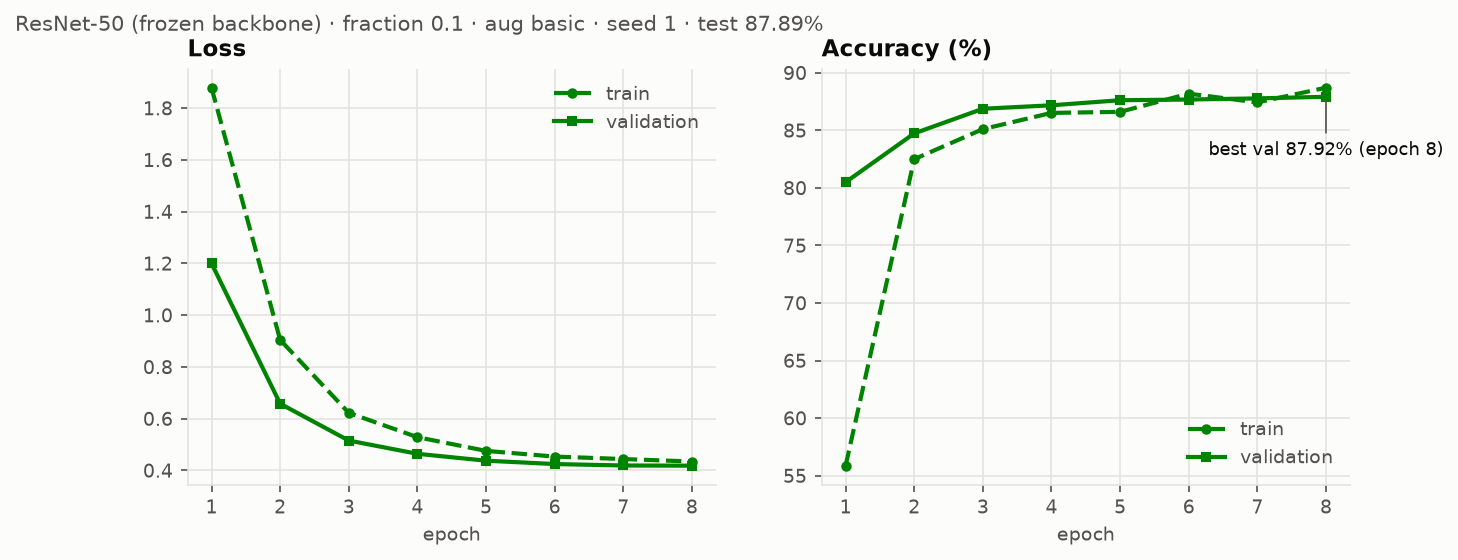 ResNet-50 (frozen backbone) · fraction 0.1 · aug basic · seed 1 · test 87.89%
Loss
train
validation
1.8
1.6
1.4
1.2
1.0
0.8
0.6
0.4
1 2 3 4 5 6 7 8
epoch
Accuracy (%)
90
85
80
75
70
65
60
55
best val 87.92% (epoch 8)
train
validation
1 2 3 4 5 6 7 8
epoch